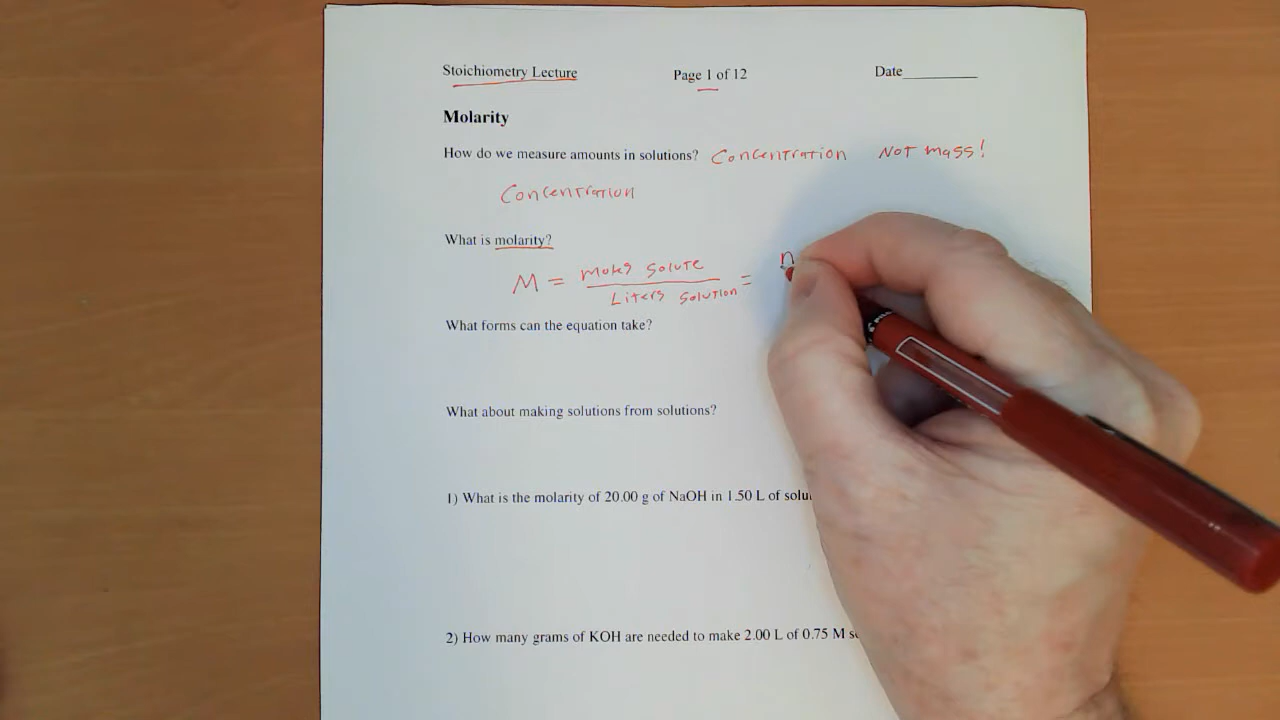 Stoichiometry Lecture Page 1 of 12 Date_________
Molarity
How do we measure amounts in solutions? Concentration Not mass!
Concentration
What is molarity?
M = moles solute / Liters solution = n
What forms can the equation take?
What about making solutions from solutions?
1) What is the molarity of 20.00 g of NaOH in 1.50 L of
2) How many grams of KOH are needed to make 2.00 L of 0.75 M